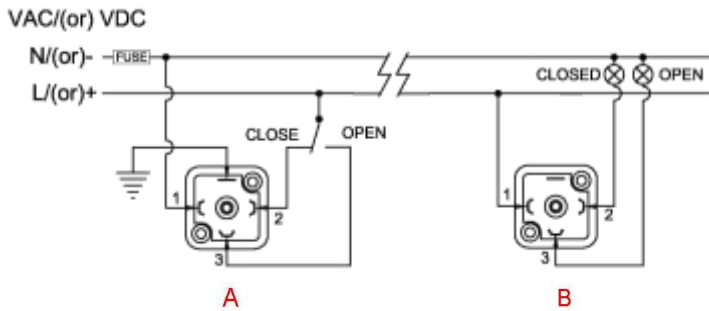 VAC/(or) VDC
N/(or)- FUSE
CLOSED OPEN
L/(or)+
CLOSE OPEN
1 2 3
1 2 3
A B